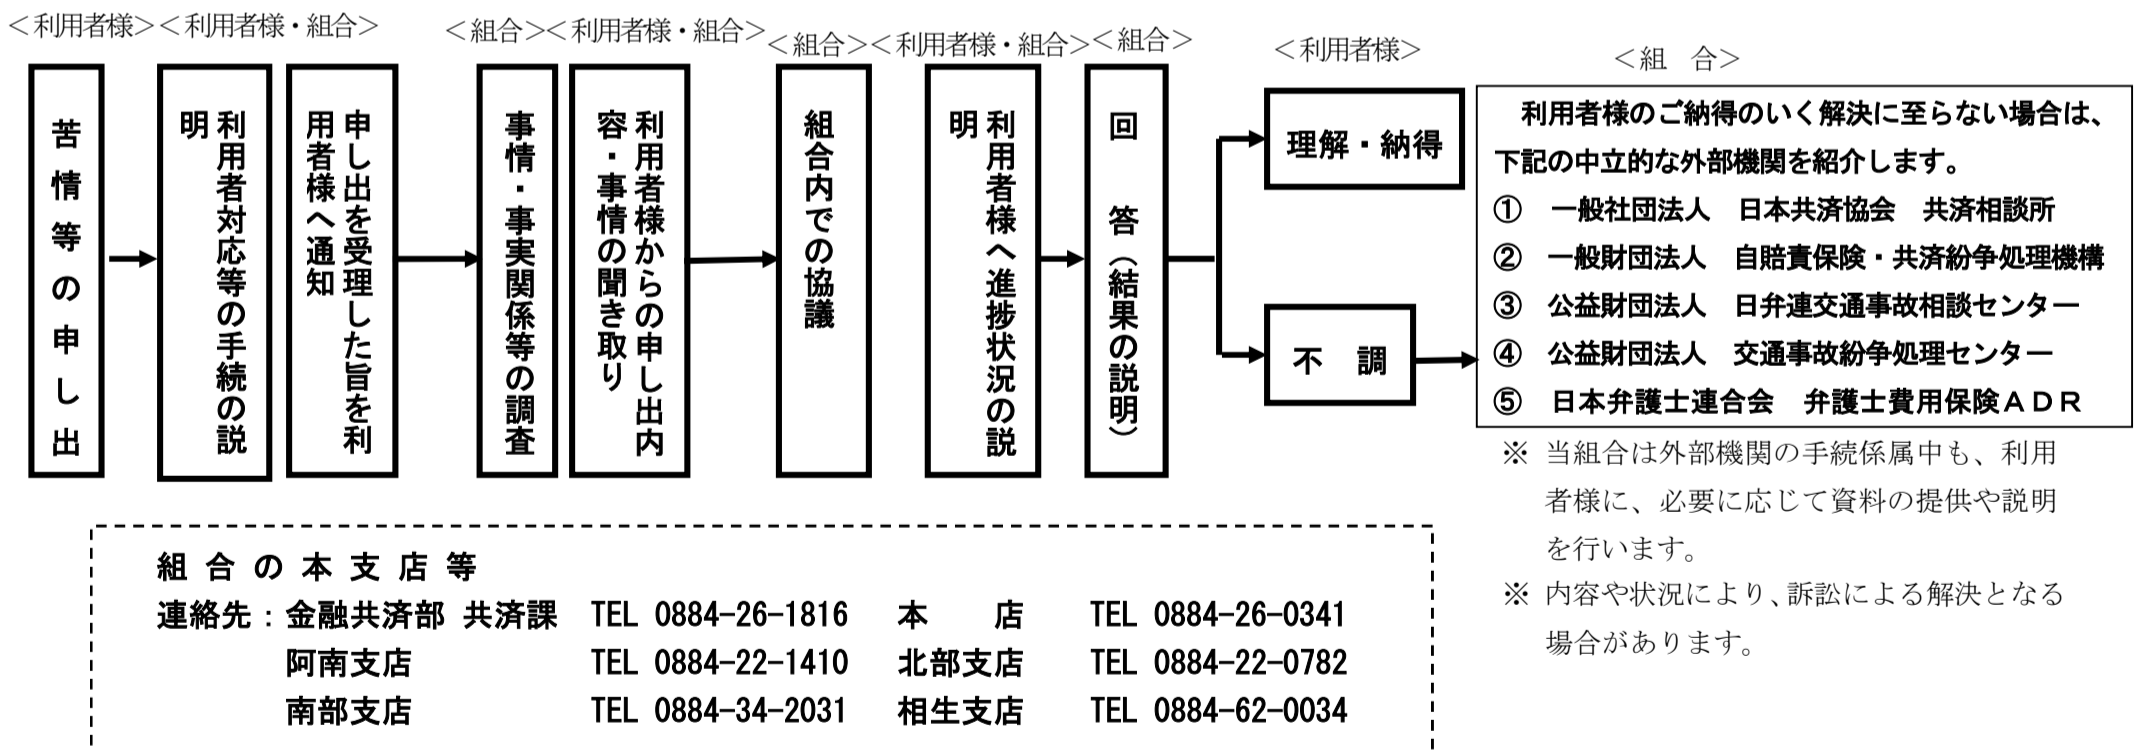 ＜利用者様＞
＜利用者様・組合＞
＜組合＞
＜利用者様・組合＞
＜組合＞
＜利用者様・組合＞
＜組合＞
＜利用者様＞
＜組　合＞
苦情等の申し出
利用者対応等の手続の説
明
申し出を受理した旨を利
用者様へ通知
事情・事実関係等の調査
利用者様からの申し出内
容・事情の聞き取り
組合内での協議
利用者様へ進捗状況の説
明
回　答（結果の説明）
理解・納得
不　調
利用者様のご納得のいく解決に至らない場合は、
下記の中立的な外部機関を紹介します。
①　一般社団法人　日本共済協会　共済相談所
②　一般財団法人　自賠責保険・共済紛争処理機構
③　公益財団法人　日弁連交通事故相談センター
④　公益財団法人　交通事故紛争処理センター
⑤　日本弁護士連合会　弁護士費用保険ＡＤＲ
※ 当組合は外部機関の手続係属中も、利用
者様に、必要に応じて資料の提供や説明
を行います。
※ 内容や状況により、訴訟による解決となる
場合があります。
組合の本支店等
連絡先：金融共済部 共済課　TEL 0884-26-1816　本　　店　TEL 0884-26-0341
阿南支店　TEL 0884-22-1410　北部支店　TEL 0884-22-0782
南部支店　TEL 0884-34-2031　相生支店　TEL 0884-62-0034